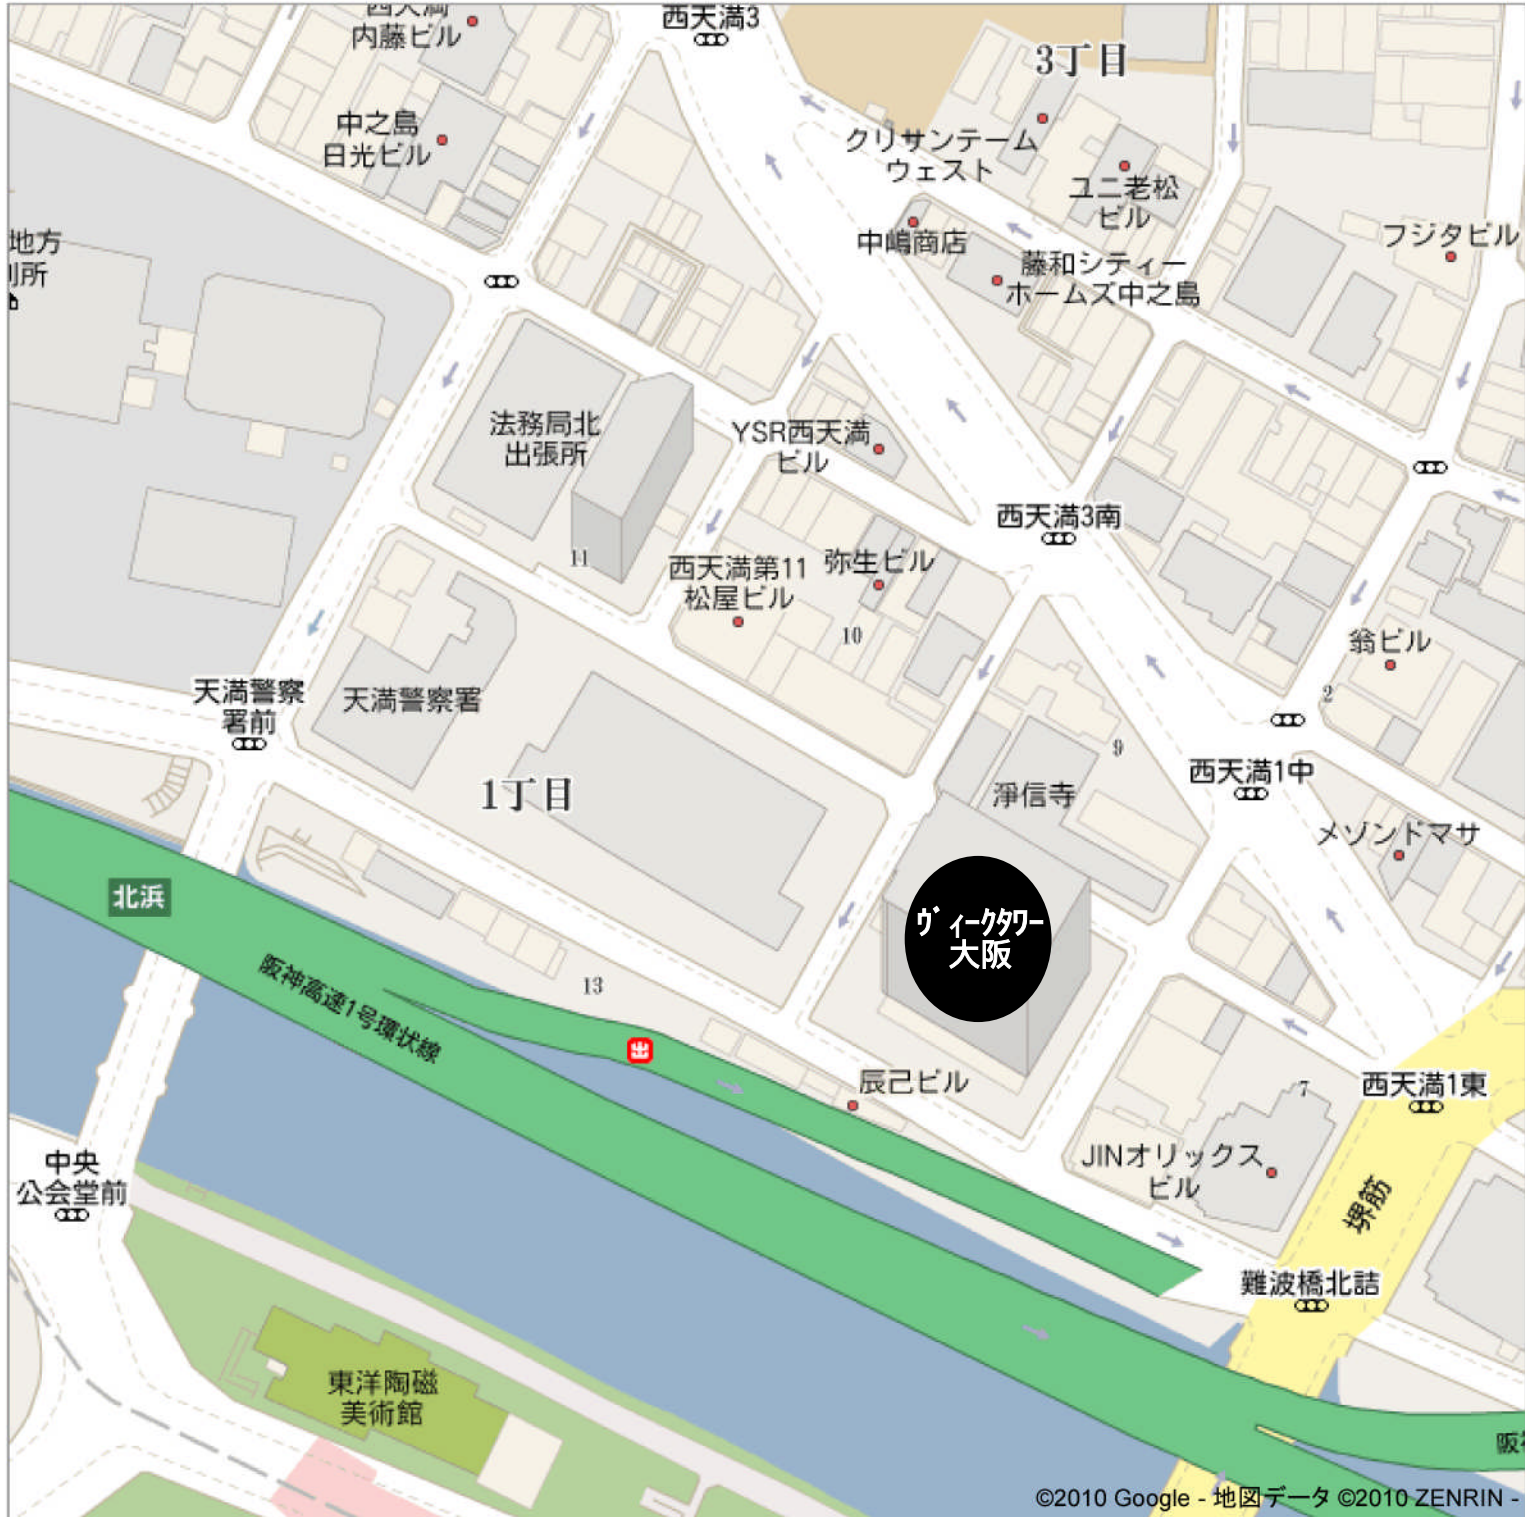 西天満
内藤ビル
西天満3
3丁目
中之島
日光ビル
クリサンテーム
ウェスト
ユニ老松
ビル
中嶋商店
フジタビル
地方
藤和シティー
ホームズ中之島
法務局北
出張所
YSR西天満
ビル
西天満3南
11
西天満第11
松屋ビル
弥生ビル
10
翁ビル
2
天満警察
署前
天満警察署
9
西天満1中
1丁目
淨信寺
メゾンドマサ
北浜
ヴィークタワー
大阪
阪神高速1号環状線
13
出
辰己ビル
7
西天満1東
中央
公会堂前
JINオリックス
ビル
堺筋
難波橋北詰
東洋陶磁
美術館
阪神
©2010 Google - 地図データ ©2010 ZENRIN -